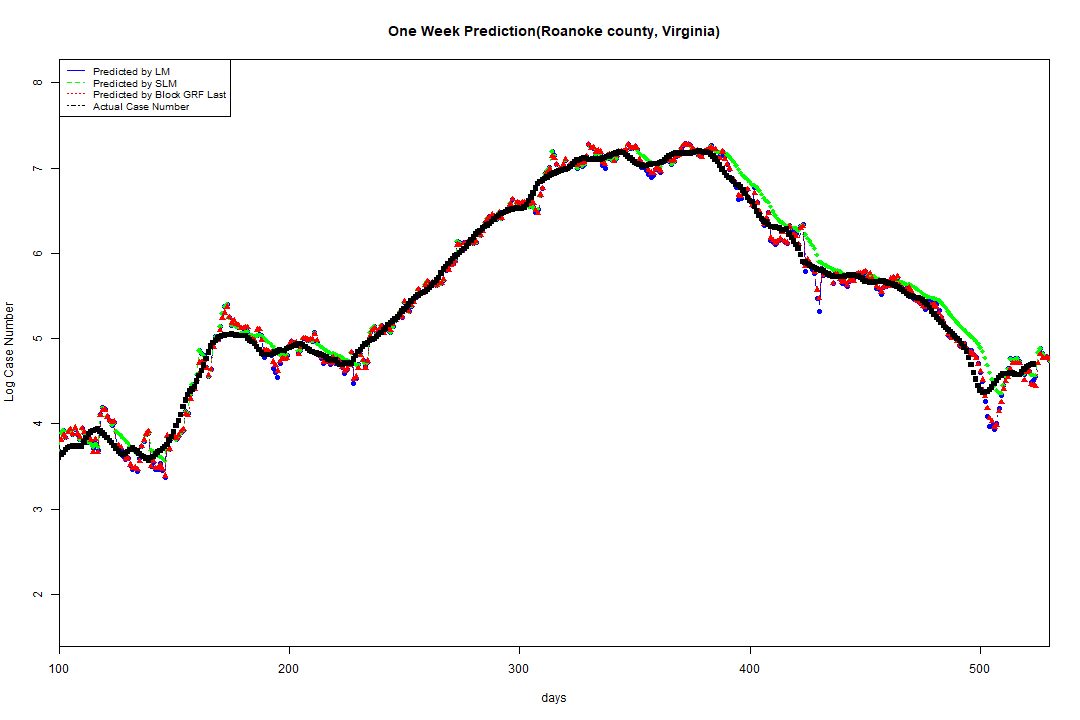 One Week Prediction(Roanoke county, Virginia)
Predicted by LM
Predicted by SLM
Predicted by Block GRF Last
Actual Case Number
8
7
6
5
4
3
2
Log Case Number
100 200 300 400 500
days